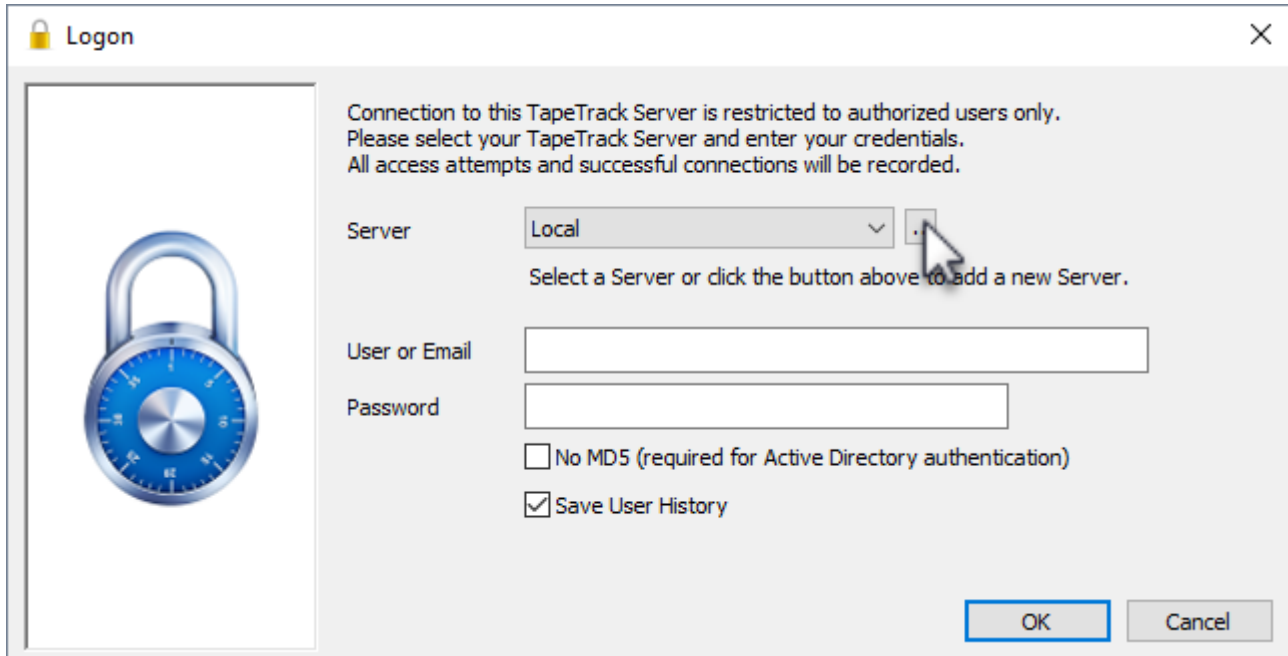 Logon
Connection to this TapeTrack Server is restricted to authorized users only.
Please select your TapeTrack Server and enter your credentials.
All access attempts and successful connections will be recorded.
Server Local
Select a Server or click the button above to add a new Server.
User or Email
Password
No MD5 (required for Active Directory authentication)
Save User History
OK Cancel